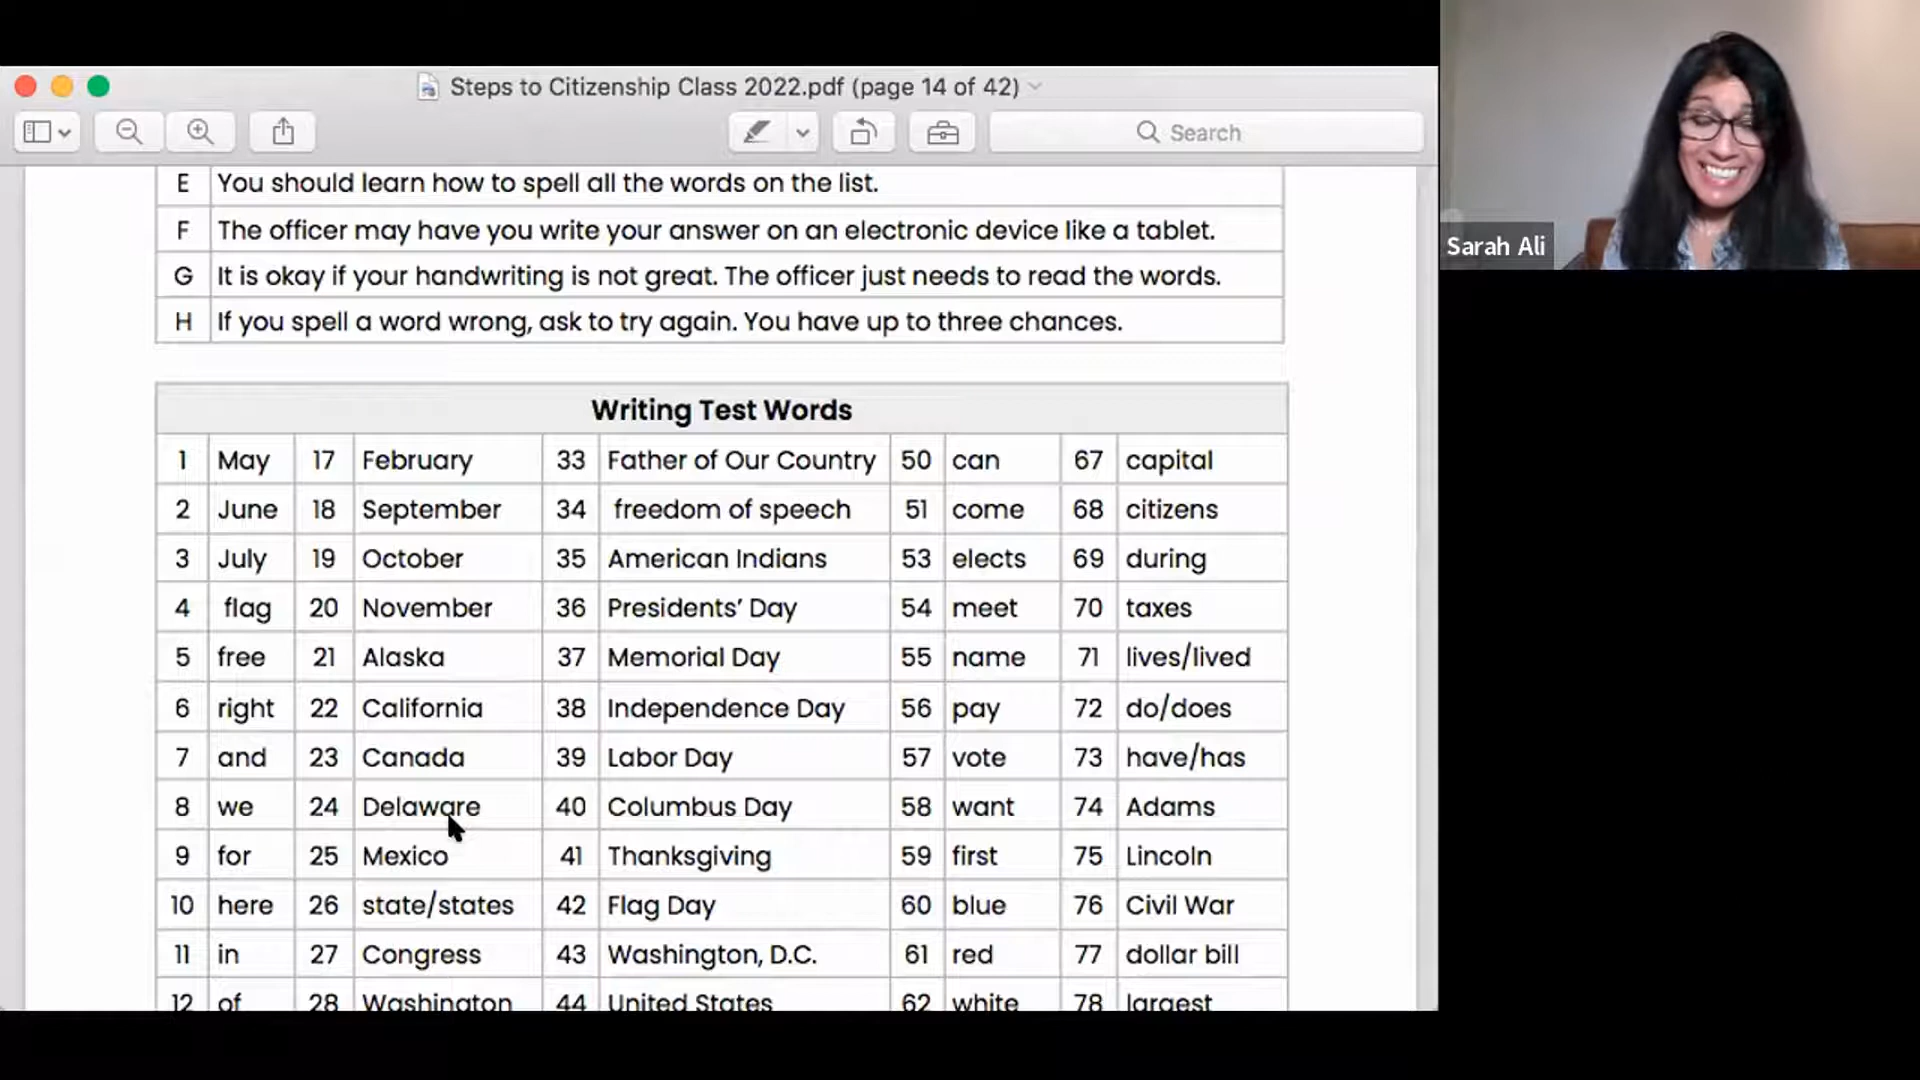 Steps to Citizenship Class 2022.pdf (page 14 of 42)
Search
E You should learn how to spell all the words on the list.
F The officer may have you write your answer on an electronic device like a tablet.
G It is okay if your handwriting is not great. The officer just needs to read the words.
H If you spell a word wrong, ask to try again. You have up to three chances.
Writing Test Words
1 May 17 February 33 Father of Our Country 50 can 67 capital
2 June 18 September 34 freedom of speech 51 come 68 citizens
3 July 19 October 35 American Indians 53 elects 69 during
4 flag 20 November 36 Presidents’ Day 54 meet 70 taxes
5 free 21 Alaska 37 Memorial Day 55 name 71 lives/lived
6 right 22 California 38 Independence Day 56 pay 72 do/does
7 and 23 Canada 39 Labor Day 57 vote 73 have/has
8 we 24 Delaware 40 Columbus Day 58 want 74 Adams
9 for 25 Mexico 41 Thanksgiving 59 first 75 Lincoln
10 here 26 state/states 42 Flag Day 60 blue 76 Civil War
11 in 27 Congress 43 Washington, D.C. 61 red 77 dollar bill
12 of 28 Washington 44 United States 62 white 78 largest
Sarah Ali